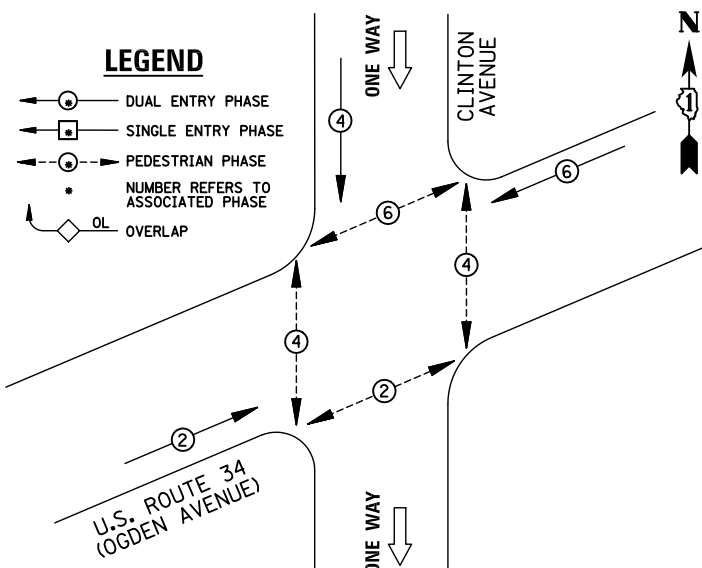 LEGEND
* DUAL ENTRY PHASE
* SINGLE ENTRY PHASE
* PEDESTRIAN PHASE
* NUMBER REFERS TO
ASSOCIATED PHASE
OL OVERLAP
ONE WAY
CLINTON
AVENUE
N
1
4
6
6
4
4
2
2
U.S. ROUTE 34
(OGDEN AVENUE)
ONE WAY